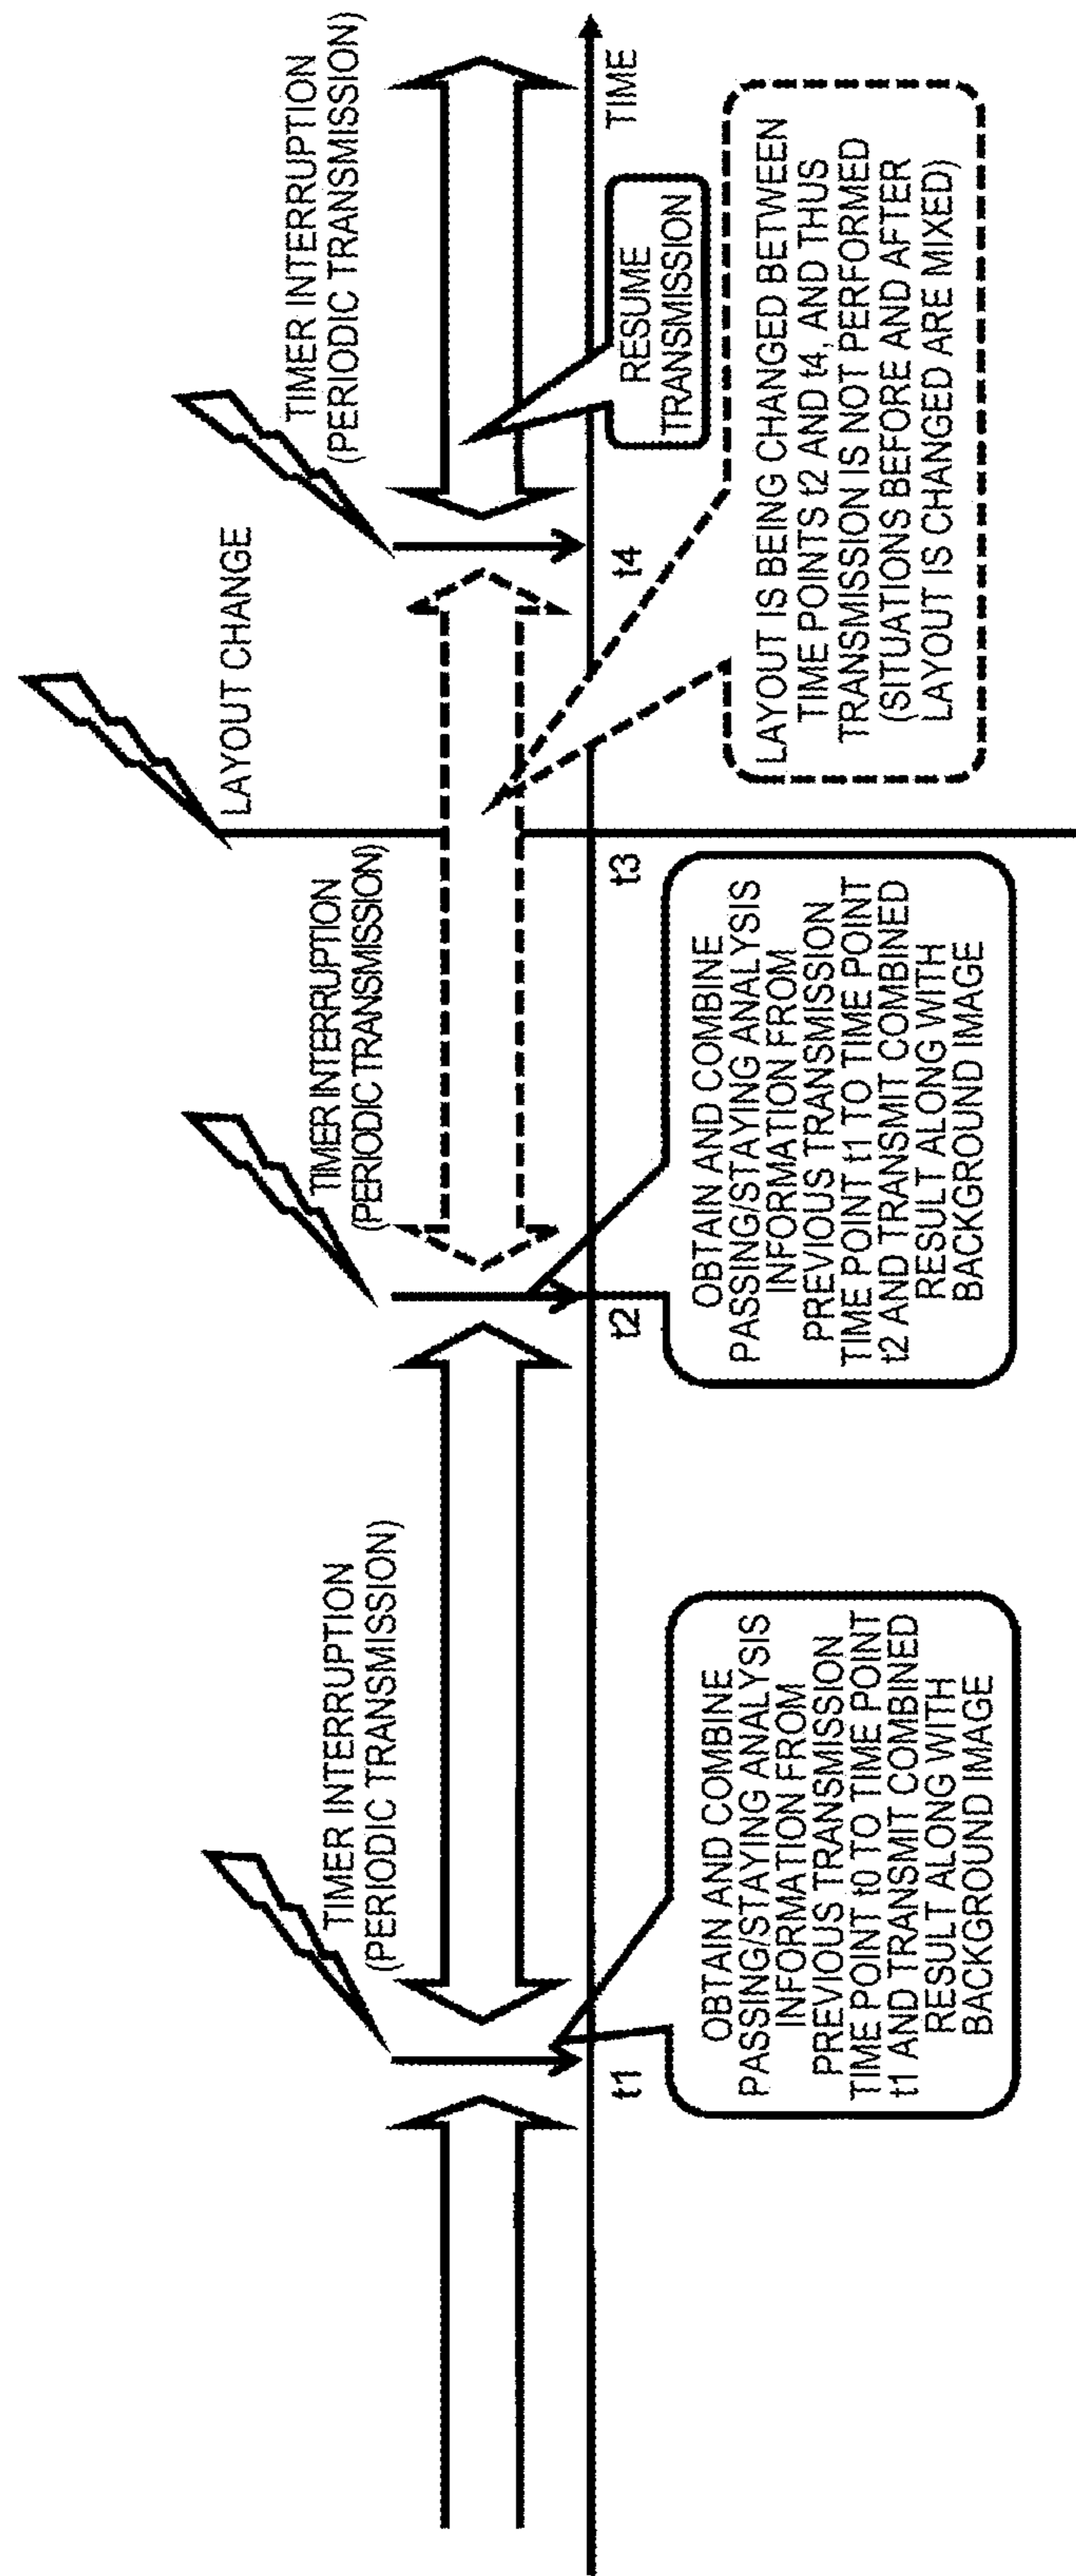 TIMER INTERRUPTION
(PERIODIC TRANSMISSION)
t1
OBTAIN AND COMBINE
PASSING/STAYING ANALYSIS
INFORMATION FROM
PREVIOUS TRANSMISSION
TIME POINT t0 TO TIME POINT
t1 AND TRANSMIT COMBINED
RESULT ALONG WITH
BACKGROUND IMAGE
TIMER INTERRUPTION
(PERIODIC TRANSMISSION)
t2
OBTAIN AND COMBINE
PASSING/STAYING ANALYSIS
INFORMATION FROM
PREVIOUS TRANSMISSION
TIME POINT t1 TO TIME POINT
t2 AND TRANSMIT COMBINED
RESULT ALONG WITH
BACKGROUND IMAGE
LAYOUT CHANGE
t3
LAYOUT IS BEING CHANGED BETWEEN
TIME POINTS t2 AND t4, AND THUS
TRANSMISSION IS NOT PERFORMED
(SITUATIONS BEFORE AND AFTER
LAYOUT IS CHANGED ARE MIXED)
TIMER INTERRUPTION
(PERIODIC TRANSMISSION)
t4
RESUME
TRANSMISSION
TIME